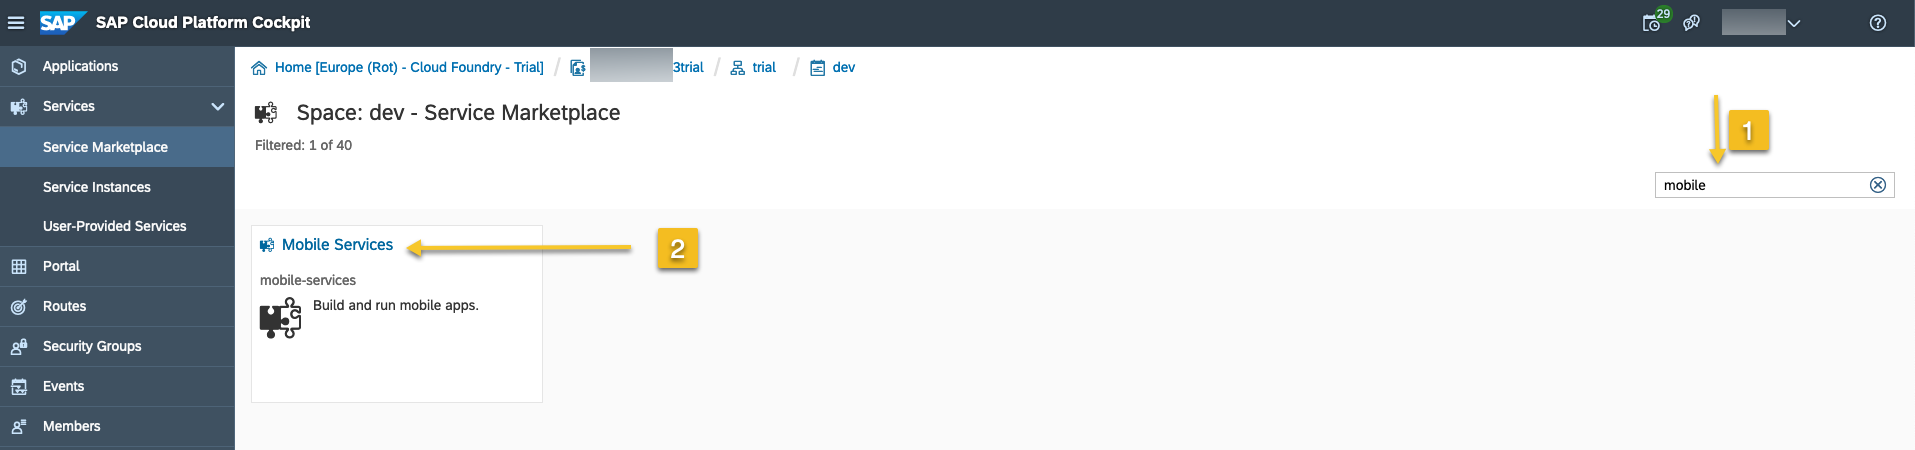 SAP SAP Cloud Platform Cockpit 29
Applications
Services
Service Marketplace
Service Instances
User-Provided Services
Portal
Routes
Security Groups
Events
Members
Home [Europe (Rot) - Cloud Foundry - Trial] / 3trial / trial / dev
Space: dev - Service Marketplace
Filtered: 1 of 40
1
mobile
Mobile Services
2
mobile-services
Build and run mobile apps.